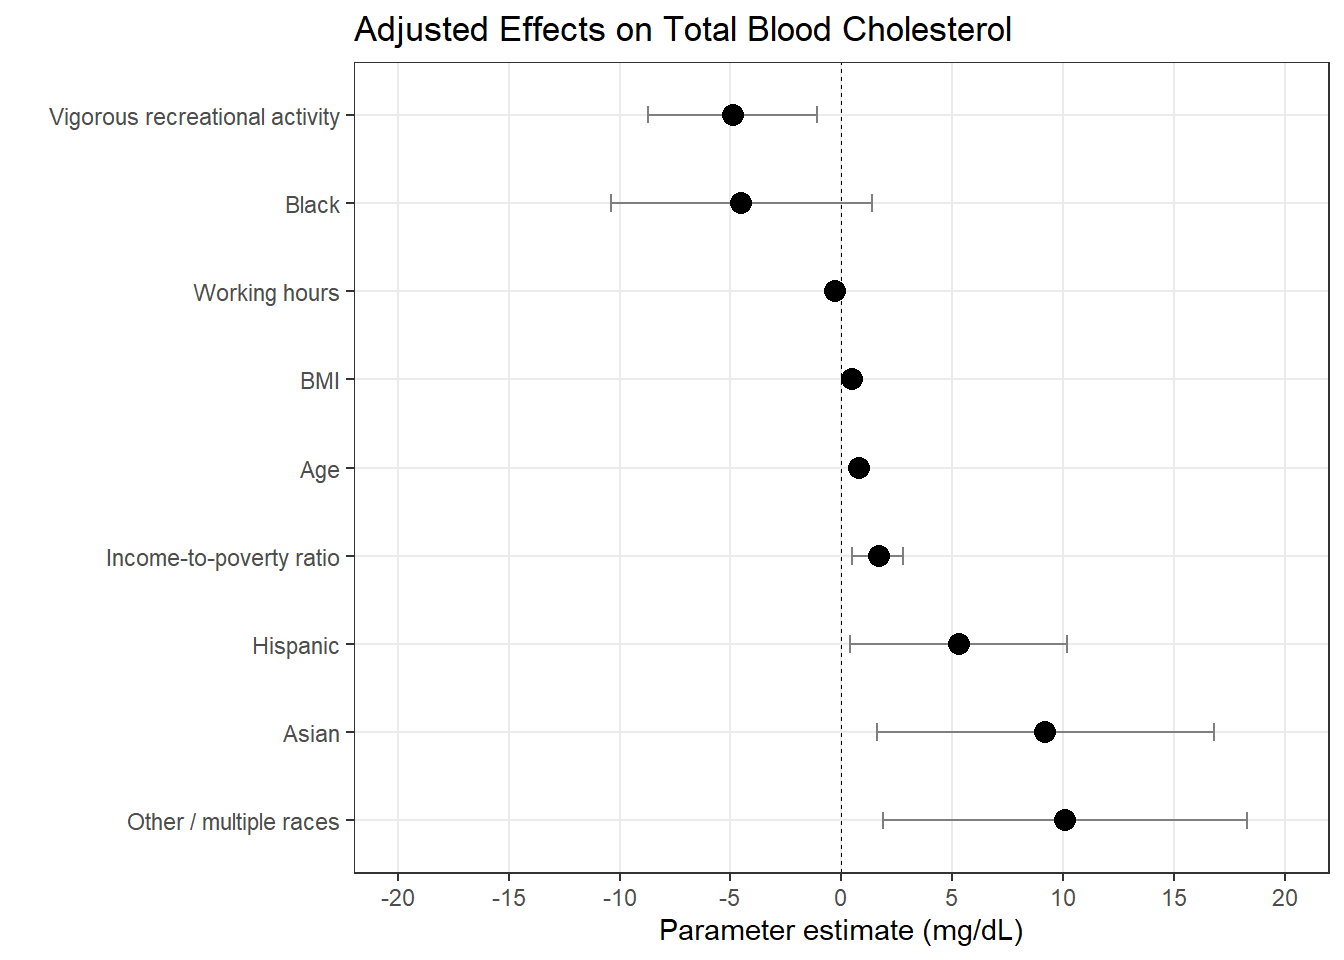 Adjusted Effects on Total Blood Cholesterol
Vigorous recreational activity
Black
Working hours
BMI
Age
Income-to-poverty ratio
Hispanic
Asian
Other / multiple races
-20 -15 -10 -5 0 5 10 15 20
Parameter estimate (mg/dL)